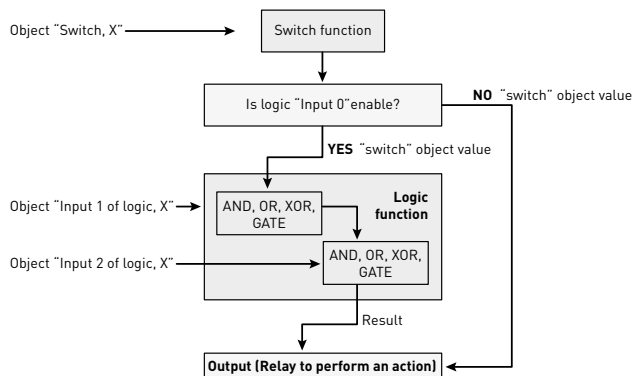 Object “Switch, X”
Switch function
Is logic “Input 0”enable?
NO “switch” object value
YES “switch” object value
Logic
function
Object “Input 1 of logic, X”
AND, OR, XOR,
GATE
Object “Input 2 of logic, X”
AND, OR, XOR,
GATE
Result
Output (Relay to perform an action)